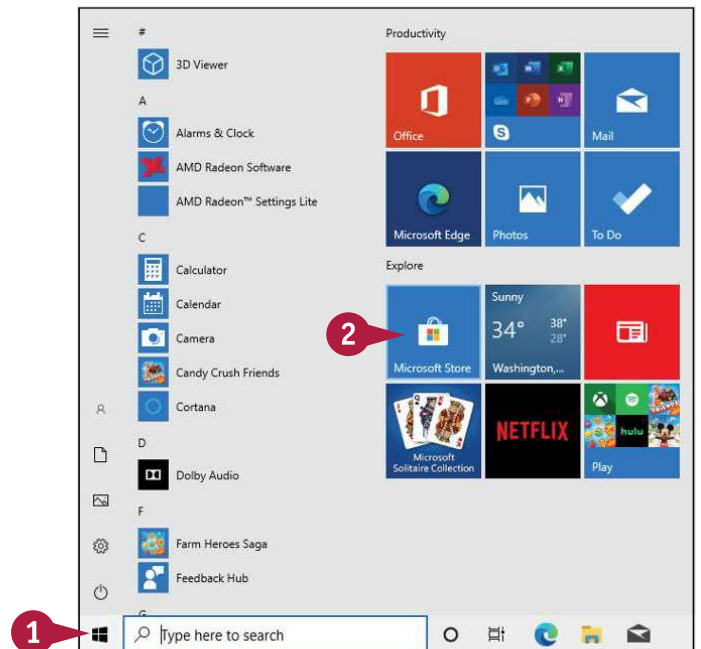 #
3D Viewer
A
Alarms & Clock
AMD Radeon Software
AMD Radeon™ Settings Lite
C
Calculator
Calendar
Camera
Candy Crush Friends
Cortana
D
Dolby Audio
F
Farm Heroes Saga
Feedback Hub
G
Productivity
Office
Mail
Microsoft Edge
Photos
To Do
Explore
2
Microsoft Store
Sunny
34° 38°
28°
Washington,...
Microsoft
Solitaire Collection
NETFLIX
hulu
Play
1
Type here to search